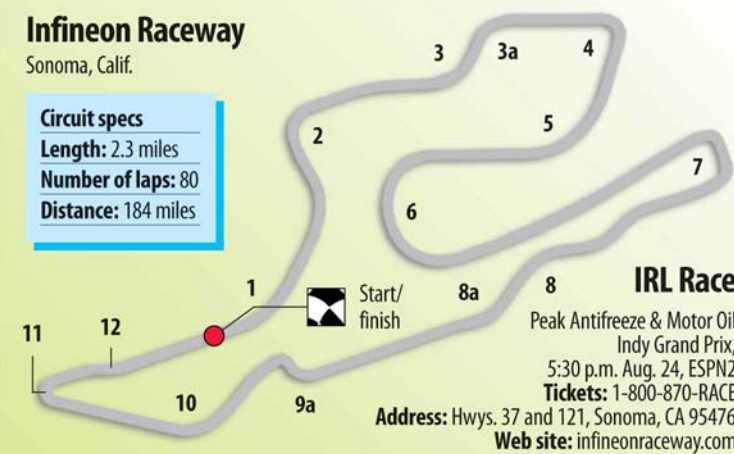 Infineon Raceway
Sonoma, Calif.
Circuit specs
Length: 2.3 miles
Number of laps: 80
Distance: 184 miles
1
2
3
3a
4
5
6
7
8
8a
9a
10
11
12
Start/
finish
IRL Race
Peak Antifreeze & Motor Oil
Indy Grand Prix,
5:30 p.m. Aug. 24, ESPN2
Tickets: 1-800-870-RACE
Address: Hwys. 37 and 121, Sonoma, CA 95476
Web site: infineonraceway.com